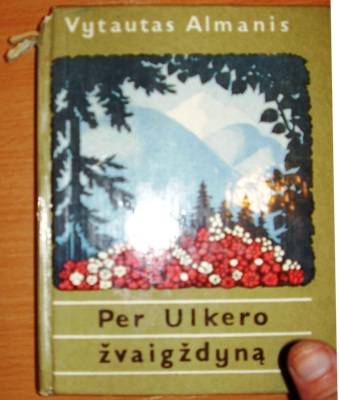 Vytautas Almanis
Per Ulkero
žvaigždyną